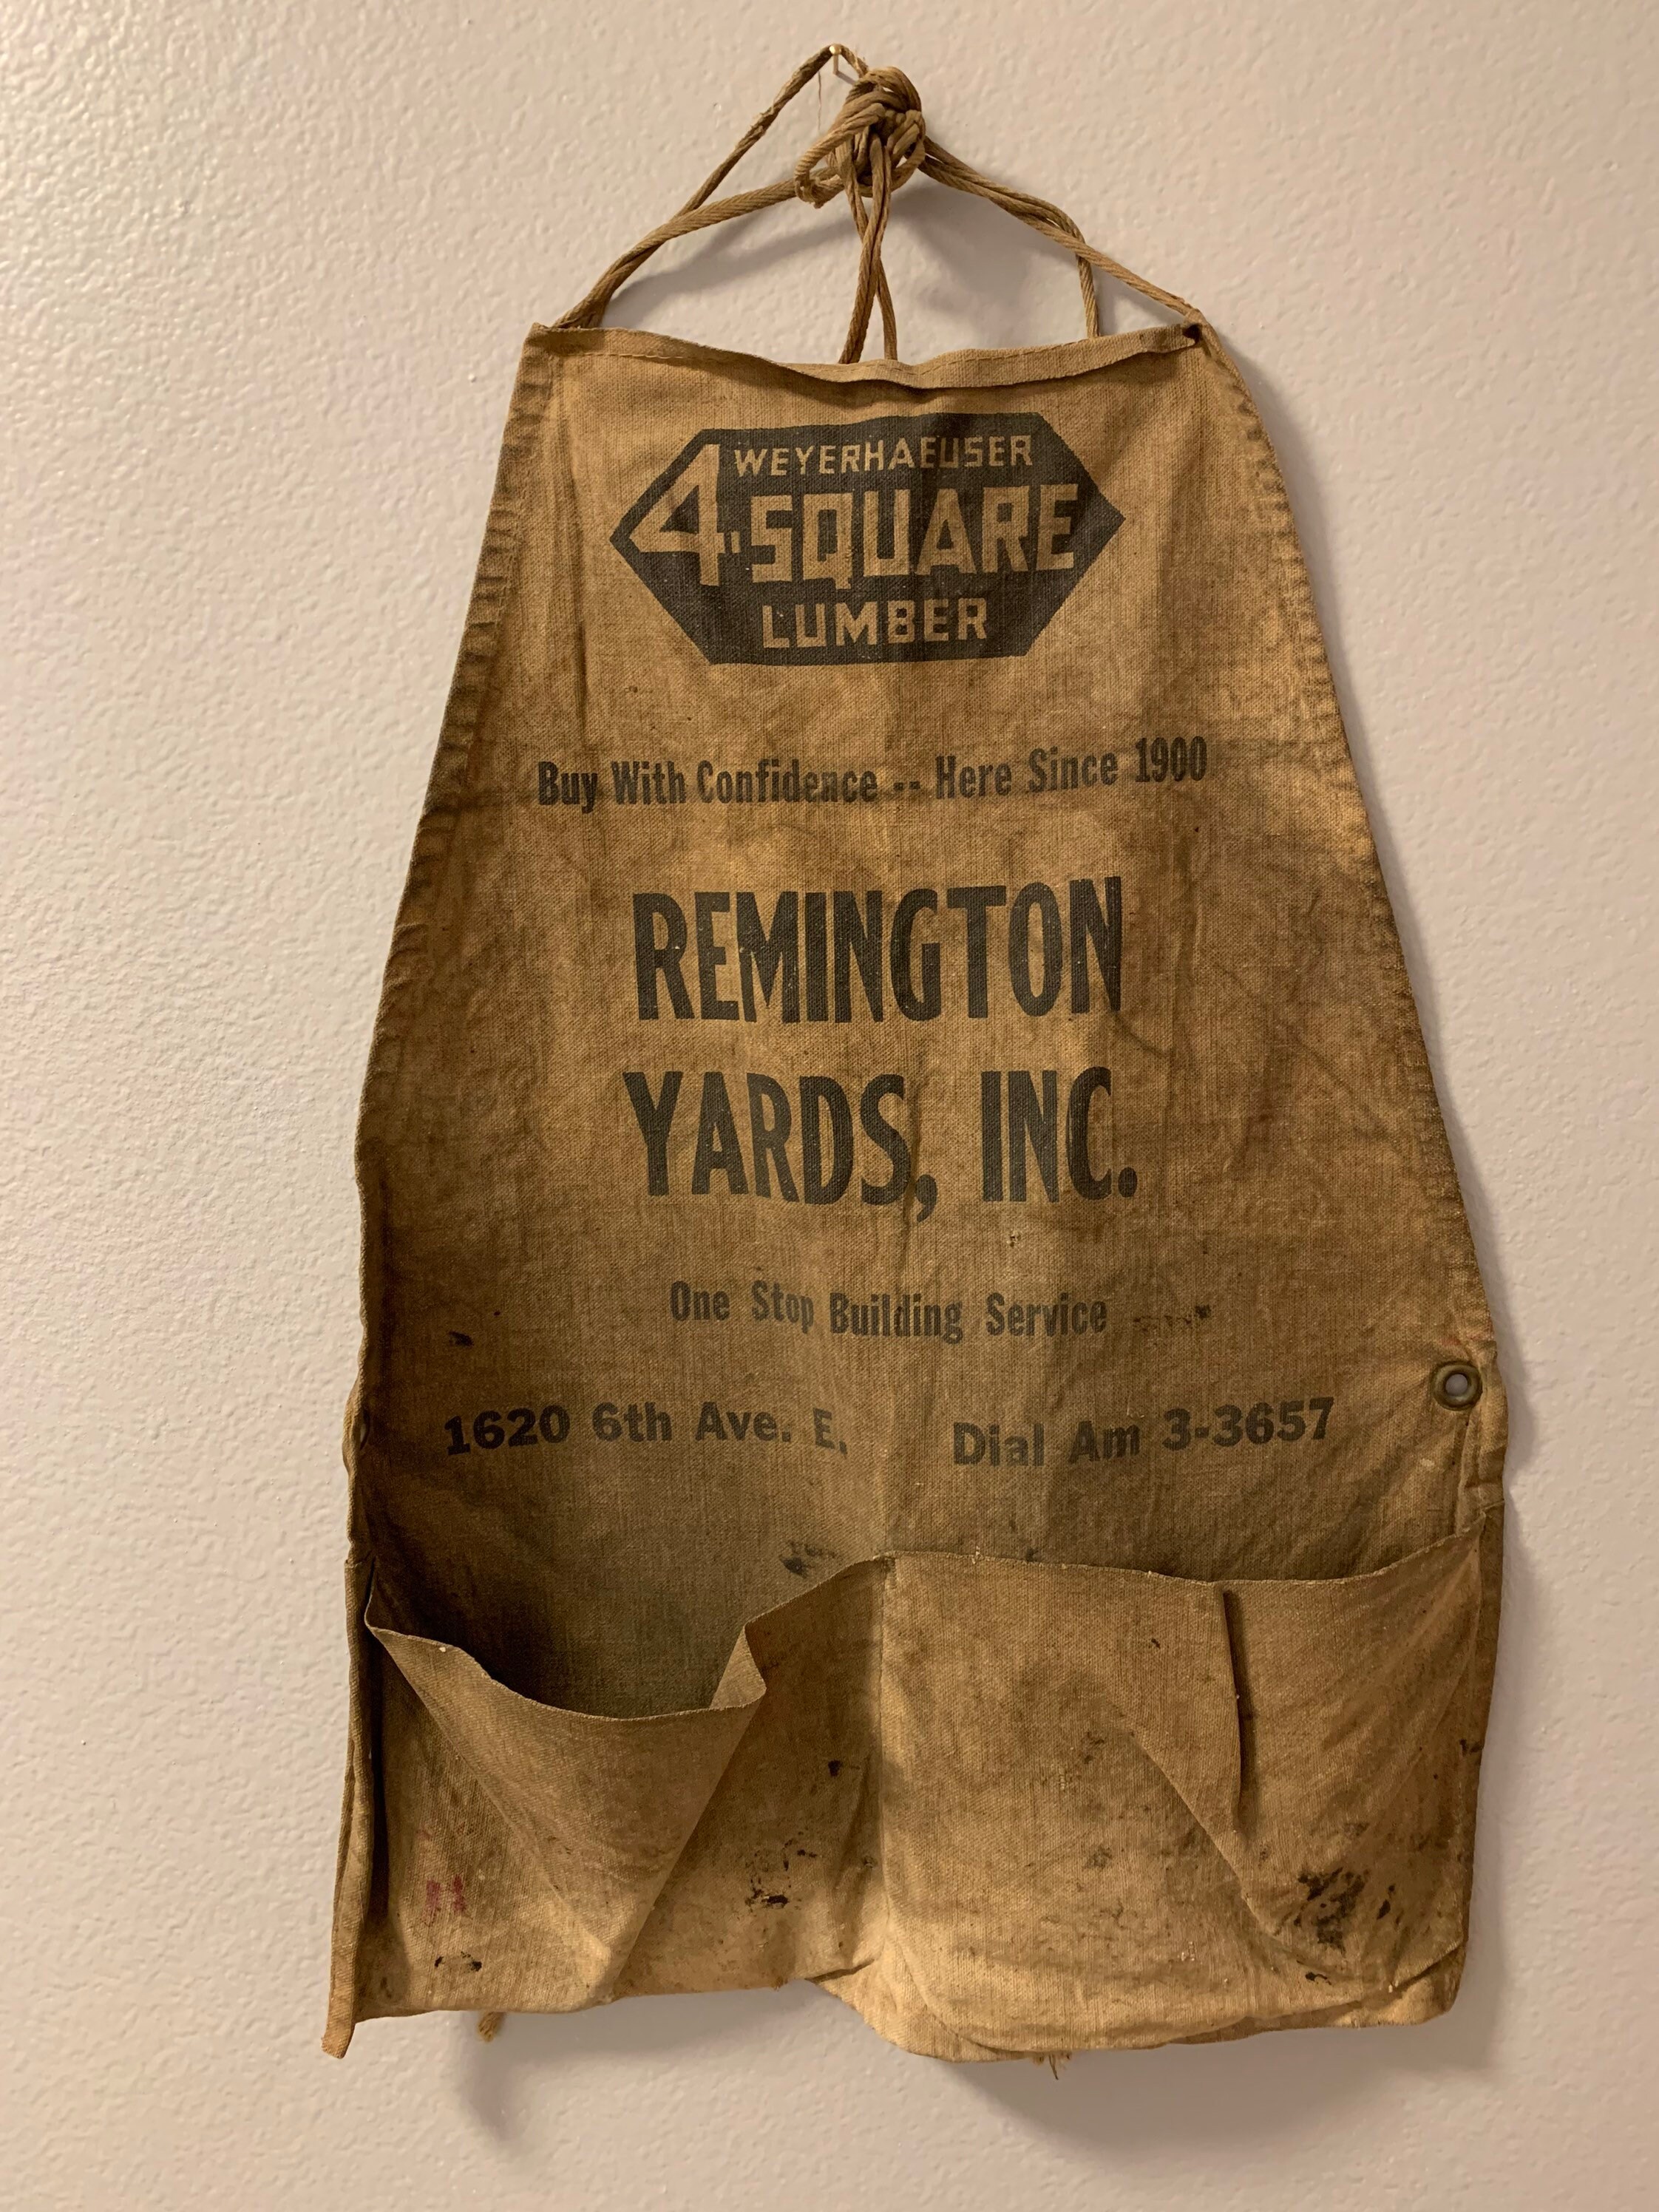 WEYERHAEUSER
4-SQUARE
LUMBER
Buy With Confidence -- Here Since 1900
REMINGTON
YARDS, INC.
One Stop Building Service
1620 6th Ave. E. Dial Am 3-3657